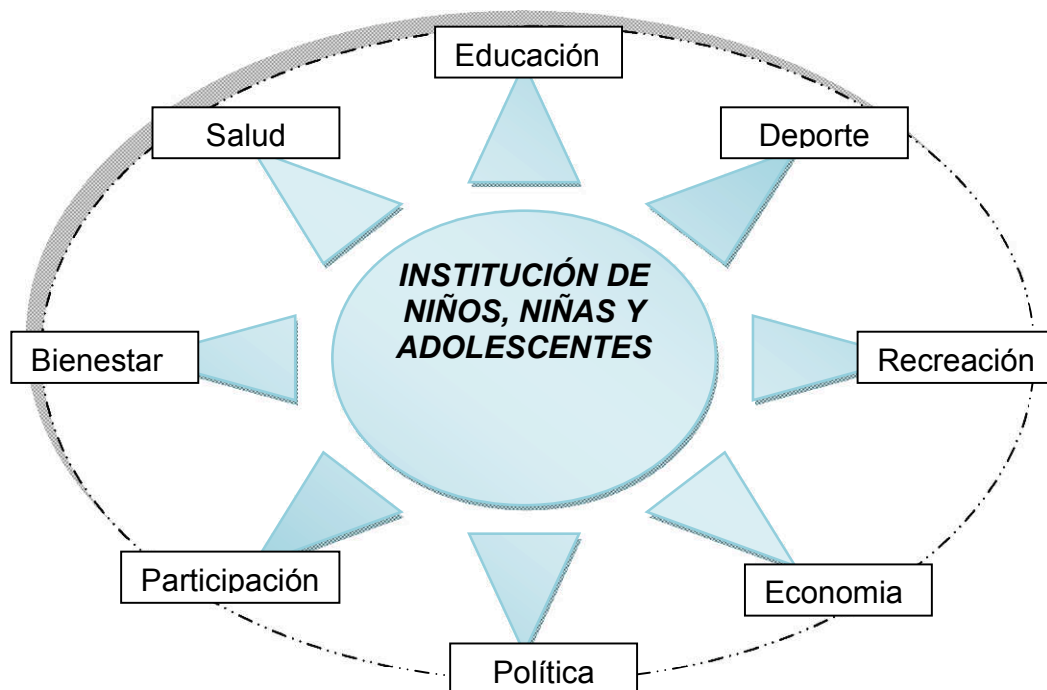 Educación
Salud
Deporte
INSTITUCIÓN DE
NIÑOS, NIÑAS Y
ADOLESCENTES
Bienestar
Recreación
Participación
Economia
Política